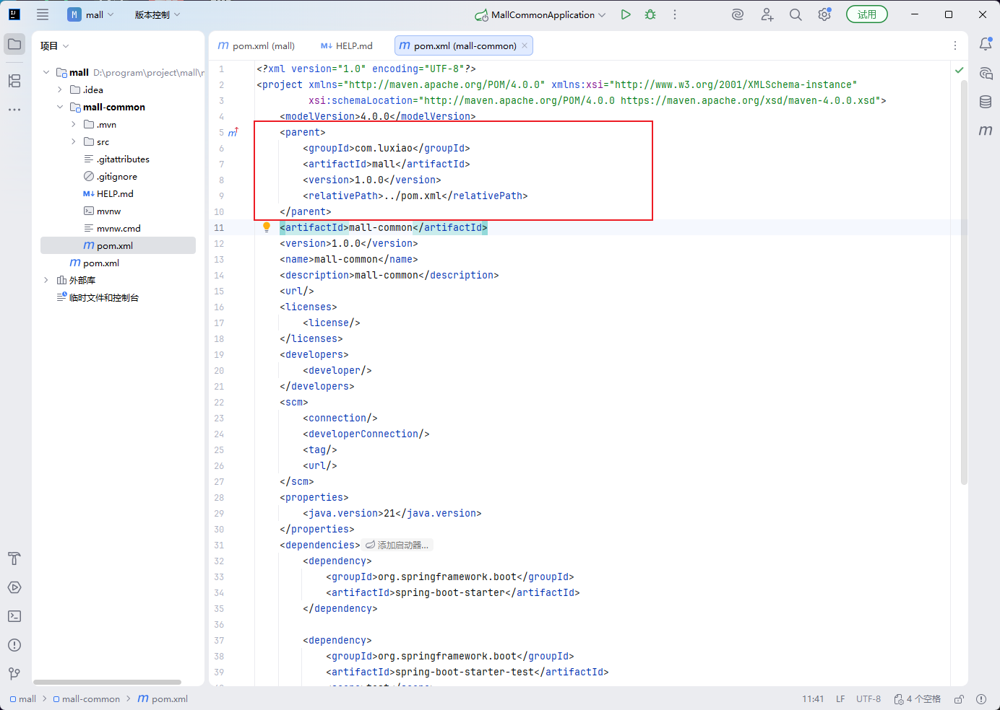 M mall 版本控制 MallCommonApplication 试用
项目
pom.xml (mall) HELP.md pom.xml (mall-common)
mall D:\program\project\mall\
.idea
mall-common
.mvn
src
.gitattributes
.gitignore
HELP.md
mvnw
mvnw.cmd
pom.xml
pom.xml
外部库
临时文件和控制台
1 <?xml version="1.0" encoding="UTF-8"?>
2 <project xmlns="http://maven.apache.org/POM/4.0.0" xmlns:xsi="http://www.w3.org/2001/XMLSchema-instance"
3 xsi:schemaLocation="http://maven.apache.org/POM/4.0.0 https://maven.apache.org/xsd/maven-4.0.0.xsd">
4 <modelVersion>4.0.0</modelVersion>
5 <parent>
6 <groupId>com.luxiao</groupId>
7 <artifactId>mall</artifactId>
8 <version>1.0.0</version>
9 <relativePath>../pom.xml</relativePath>
10 </parent>
11 <artifactId>mall-common</artifactId>
12 <version>1.0.0</version>
13 <name>mall-common</name>
14 <description>mall-common</description>
15 <url/>
16 <licenses>
17 <license/>
18 </licenses>
19 <developers>
20 <developer/>
21 </developers>
22 <scm>
23 <connection/>
24 <developerConnection/>
25 <tag/>
26 <url/>
27 </scm>
28 <properties>
29 <java.version>21</java.version>
30 </properties>
31 <dependencies> 添加启动器...
32 <dependency>
33 <groupId>org.springframework.boot</groupId>
34 <artifactId>spring-boot-starter</artifactId>
35 </dependency>
36
37 <dependency>
38 <groupId>org.springframework.boot</groupId>
39 <artifactId>spring-boot-starter-test</artifactId>
mall > mall-common > pom.xml 11:41 LF UTF-8 4 个空格